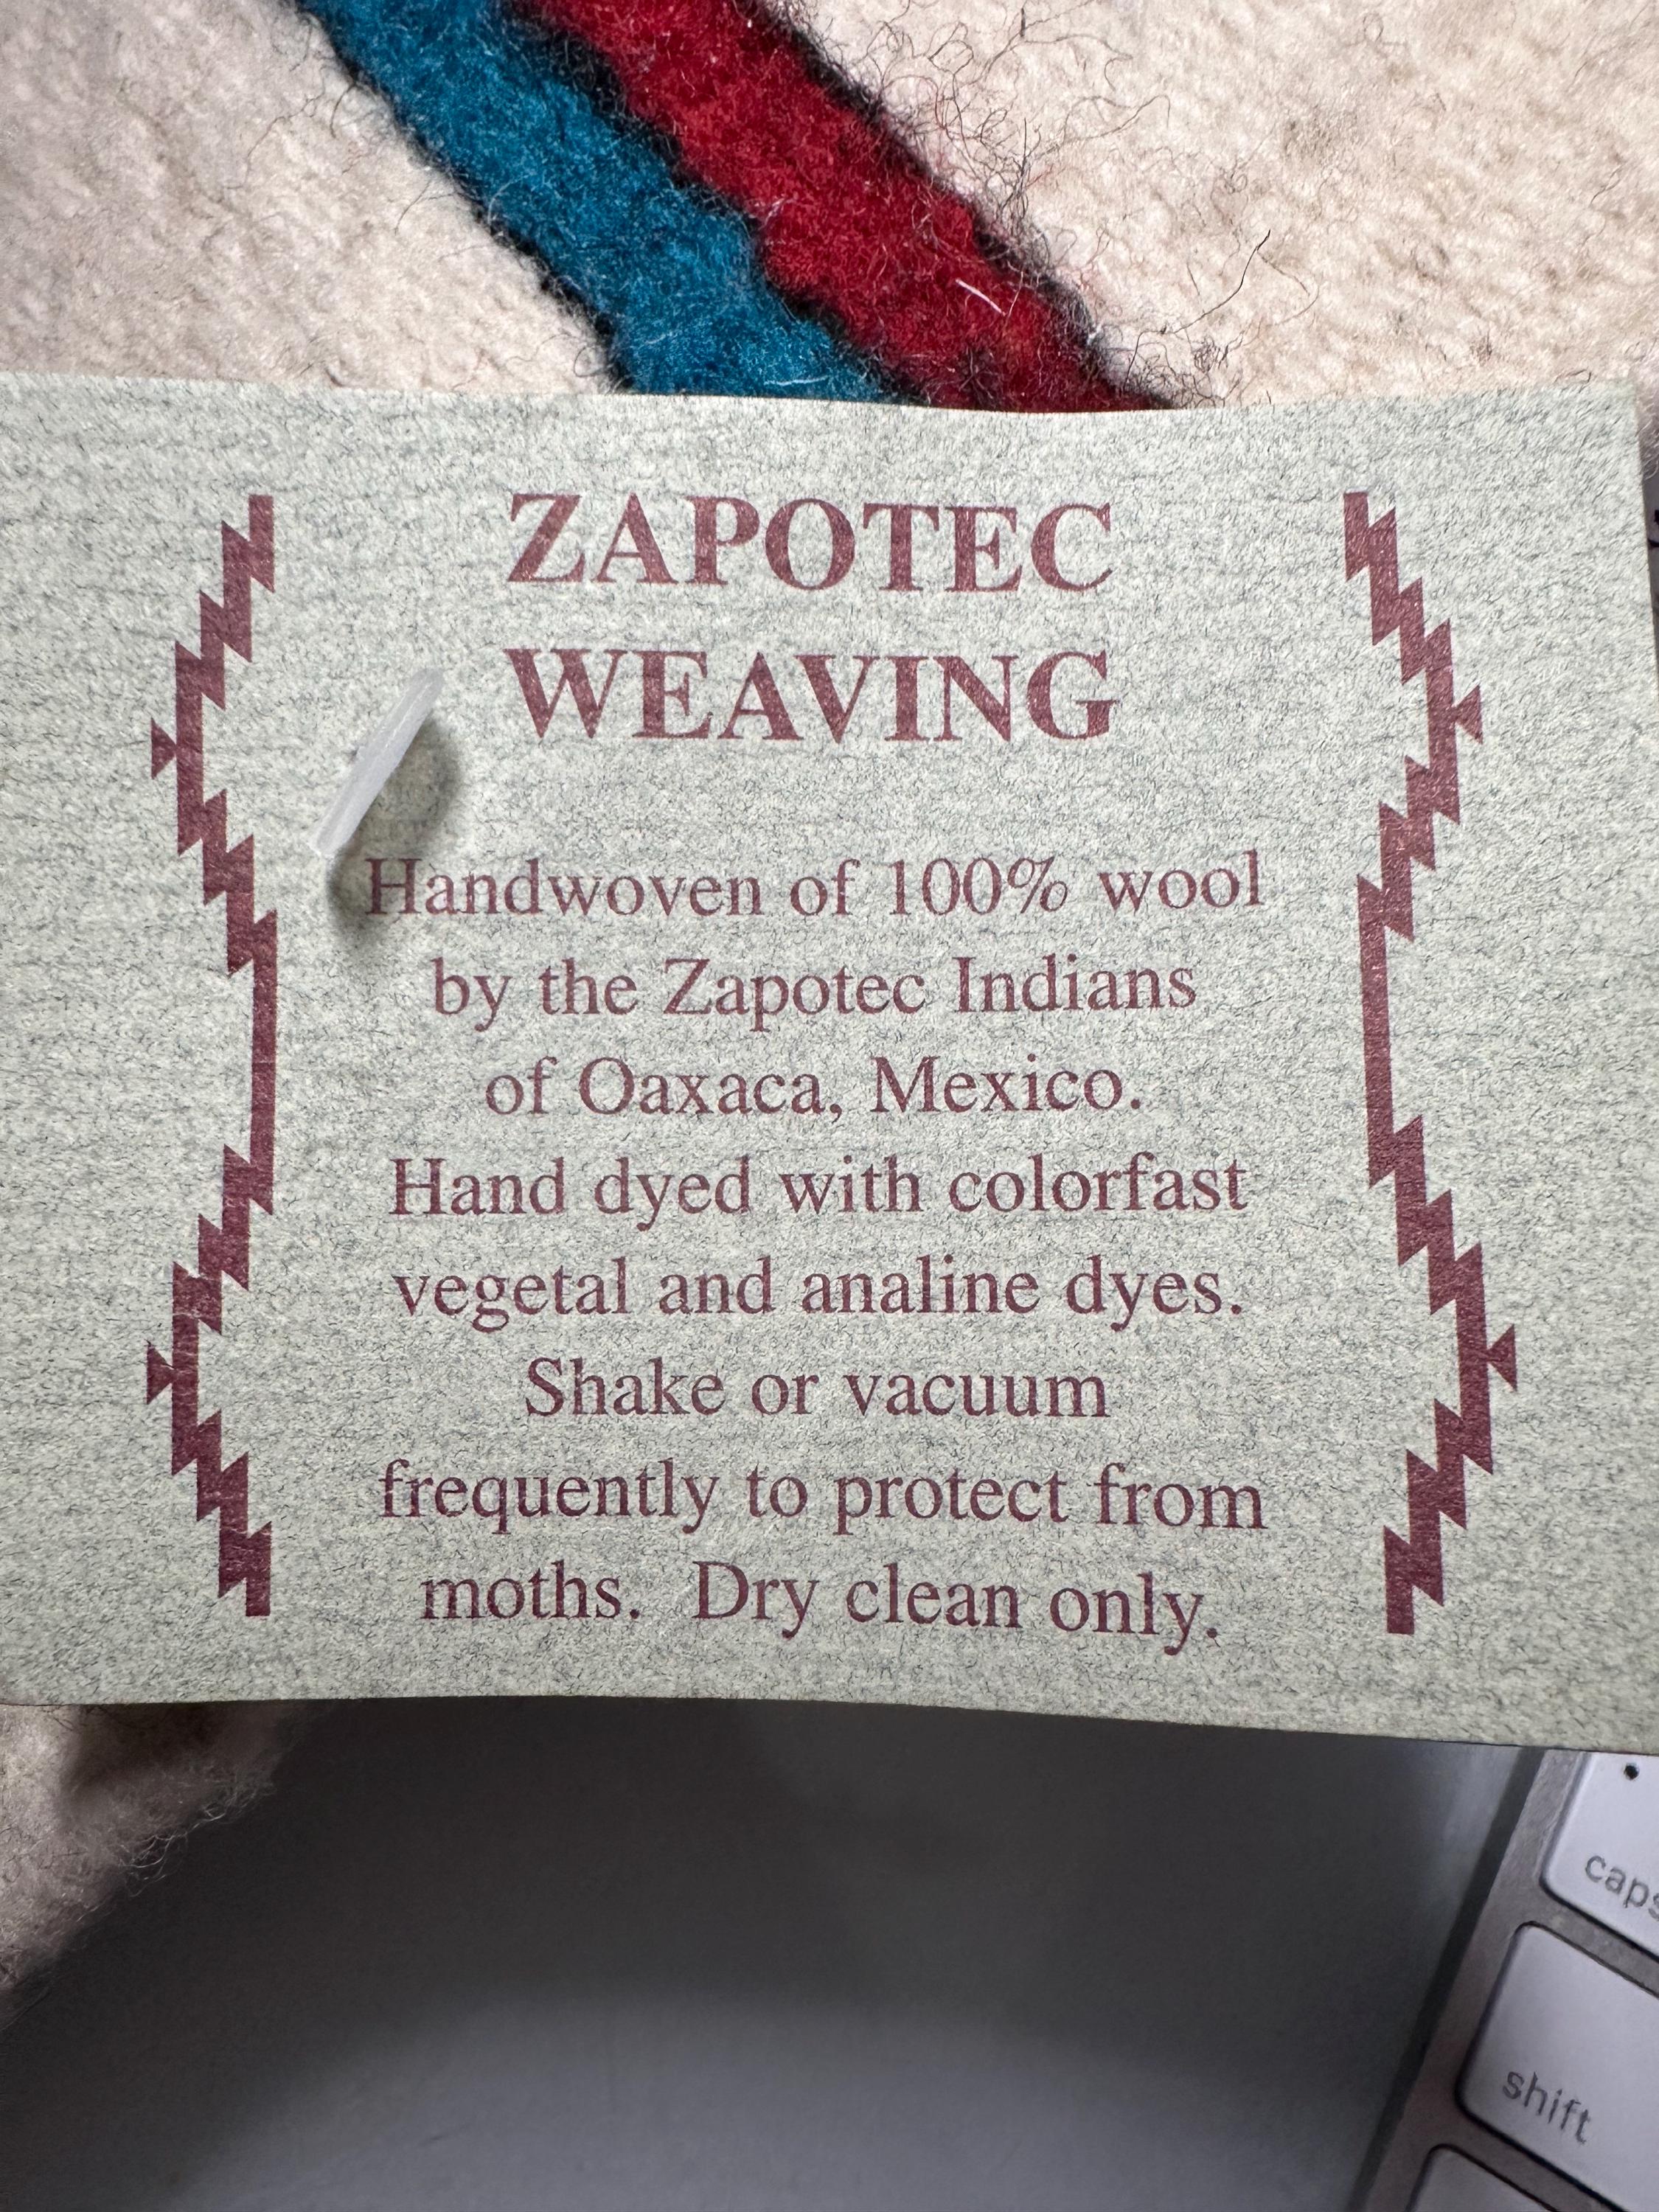 ZAPOTEC
WEAVING
Handwoven of 100% wool
by the Zapotec Indians
of Oaxaca, Mexico.
Hand dyed with colorfast
vegetal and analine dyes.
Shake or vacuum
frequently to protect from
moths. Dry clean only.
caps
shift